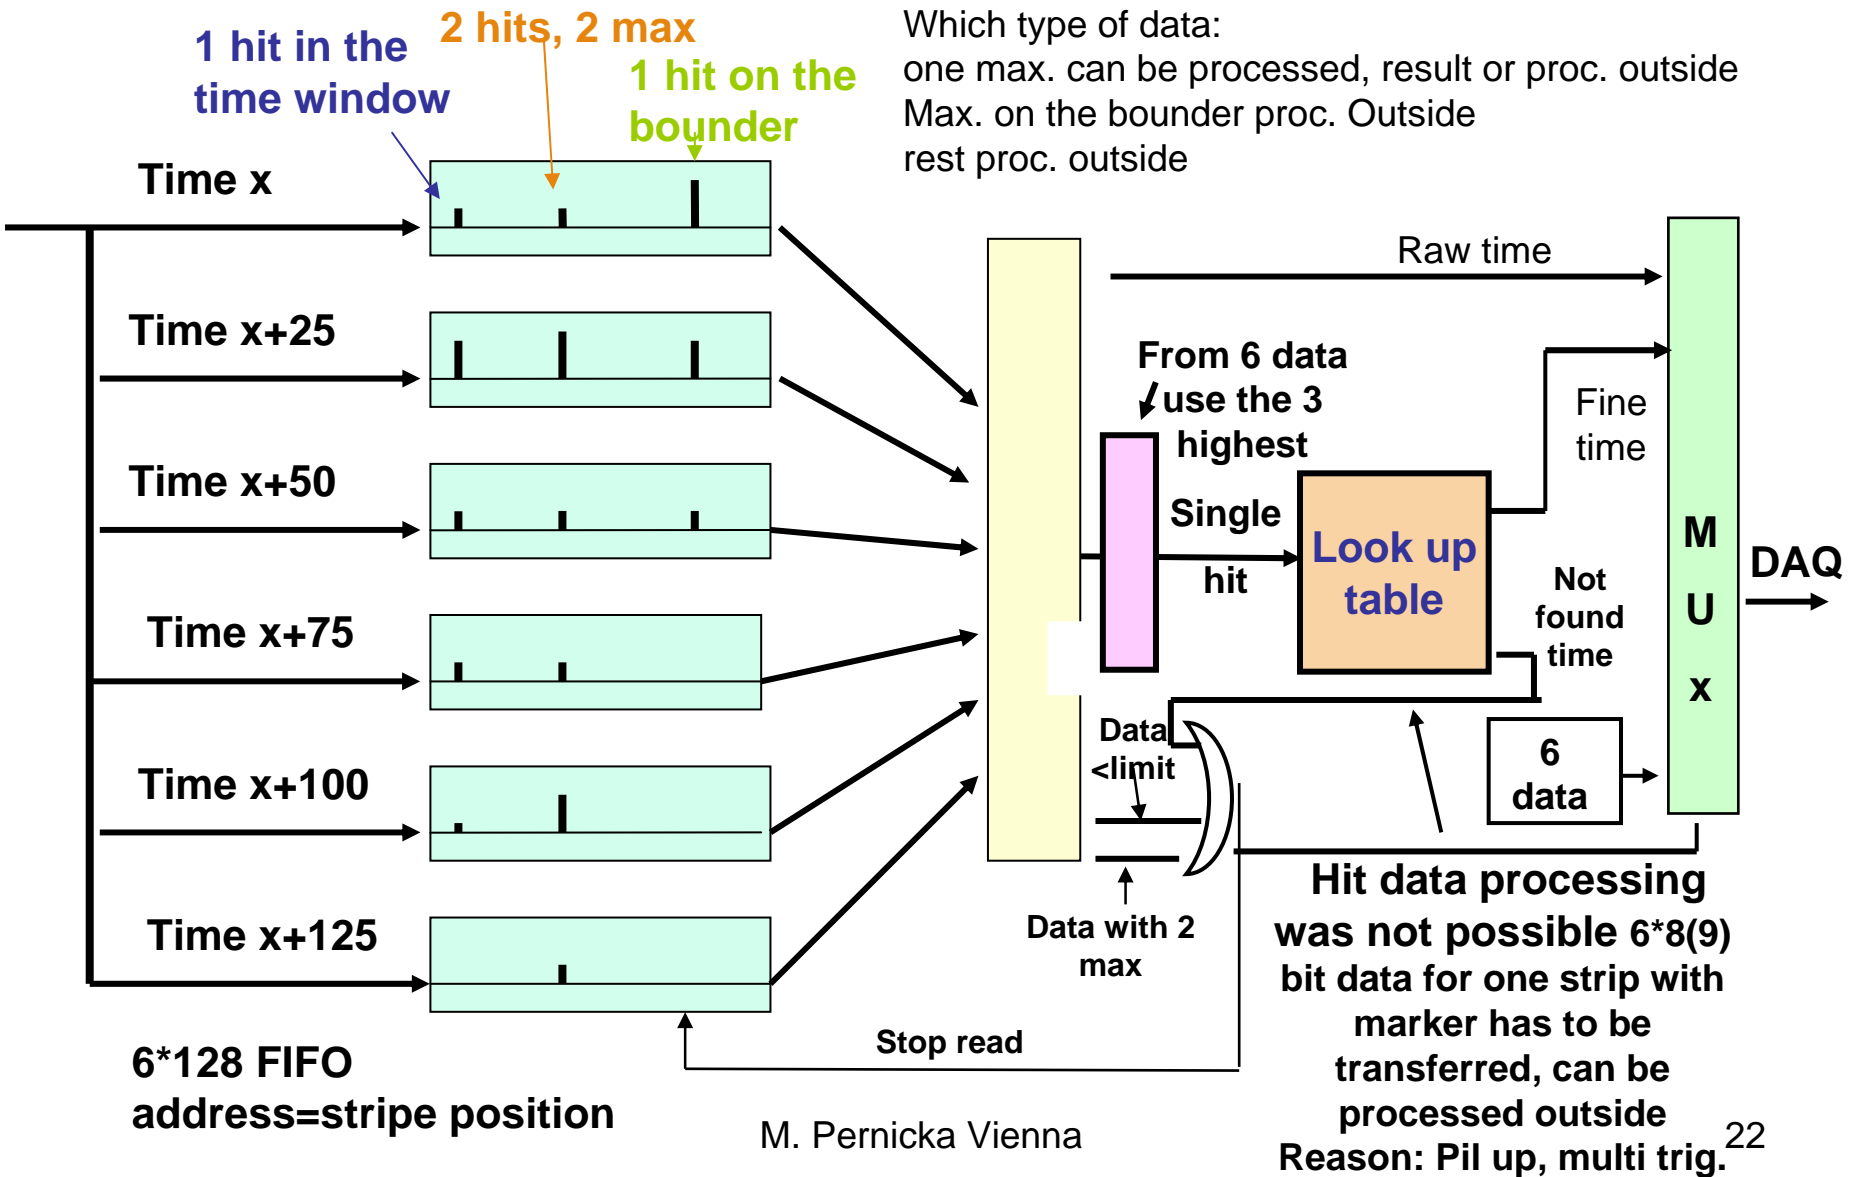 1 hit in the
time window
2 hits, 2 max
1 hit on the
bounder
Which type of data:
one max. can be processed, result or proc. outside
Max. on the bounder proc. Outside
rest proc. outside
Time x
Time x+25
Time x+50
Time x+75
Time x+100
Time x+125
6*128 FIFO
address=stripe position
Raw time
From 6 data
use the 3
highest
Single
hit
Look up
table
Fine
time
Not
found
time
M
U
x
DAQ
6
data
Data
<limit
Data with 2
max
Stop read
Hit data processing
was not possible 6*8(9)
bit data for one strip with
marker has to be
transferred, can be
processed outside
Reason: Pil up, multi trig.
M. Pernicka Vienna
22